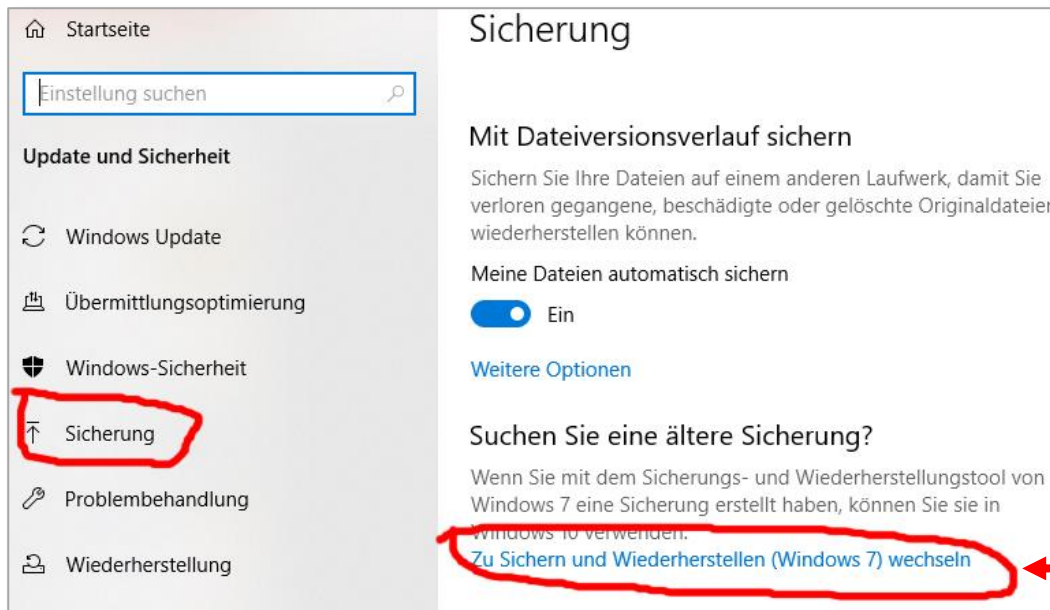 Startseite
Einstellung suchen
Update und Sicherheit
Windows Update
Übermittlungsoptimierung
Windows-Sicherheit
Sicherung
Problembehandlung
Wiederherstellung
Sicherung
Mit Dateiversionsverlauf sichern
Sichern Sie Ihre Dateien auf einem anderen Laufwerk, damit Sie
verloren gegangene, beschädigte oder gelöschte Originaldateien
wiederherstellen können.
Meine Dateien automatisch sichern
Ein
Weitere Optionen
Suchen Sie eine ältere Sicherung?
Wenn Sie mit dem Sicherungs- und Wiederherstellungstool von
Windows 7 eine Sicherung erstellt haben, können Sie sie in
Windows 10 verwenden.
Zu Sichern und Wiederherstellen (Windows 7) wechseln